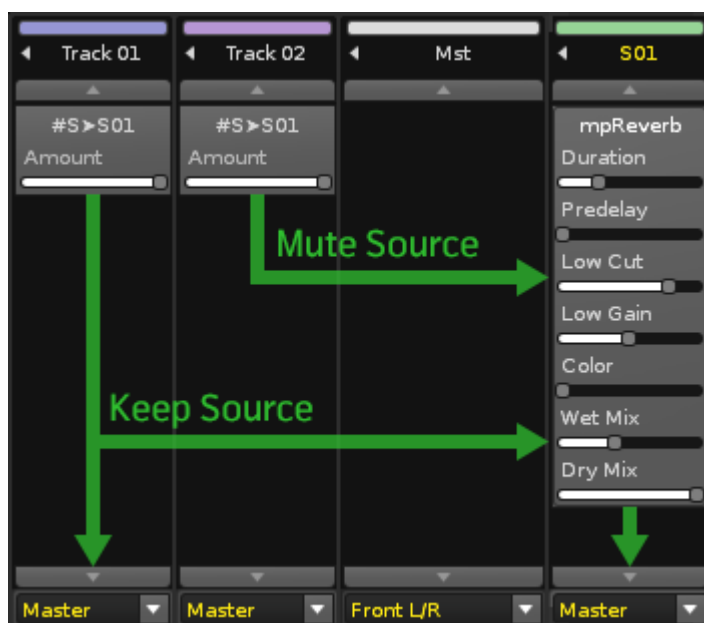 Track 01
Track 02
Mst
S01
#S➤S01
Amount
#S➤S01
Amount
mpReverb
Duration
Predelay
Low Cut
Low Gain
Color
Wet Mix
Dry Mix
Mute Source
Keep Source
Master
Master
Front L/R
Master